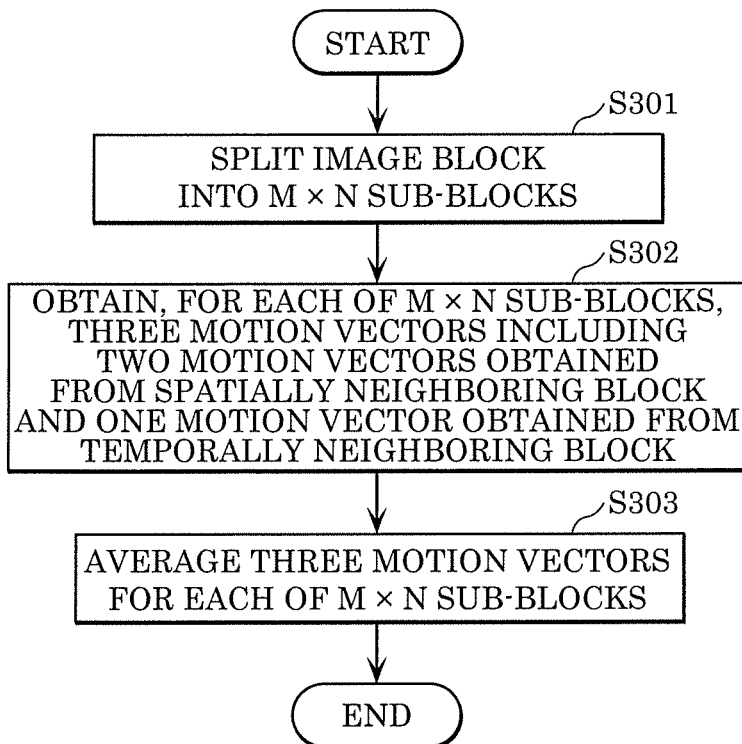 START
S301
SPLIT IMAGE BLOCK
INTO M × N SUB-BLOCKS
S302
OBTAIN, FOR EACH OF M × N SUB-BLOCKS,
THREE MOTION VECTORS INCLUDING
TWO MOTION VECTORS OBTAINED
FROM SPATIALLY NEIGHBORING BLOCK
AND ONE MOTION VECTOR OBTAINED FROM
TEMPORALLY NEIGHBORING BLOCK
S303
AVERAGE THREE MOTION VECTORS
FOR EACH OF M × N SUB-BLOCKS
END